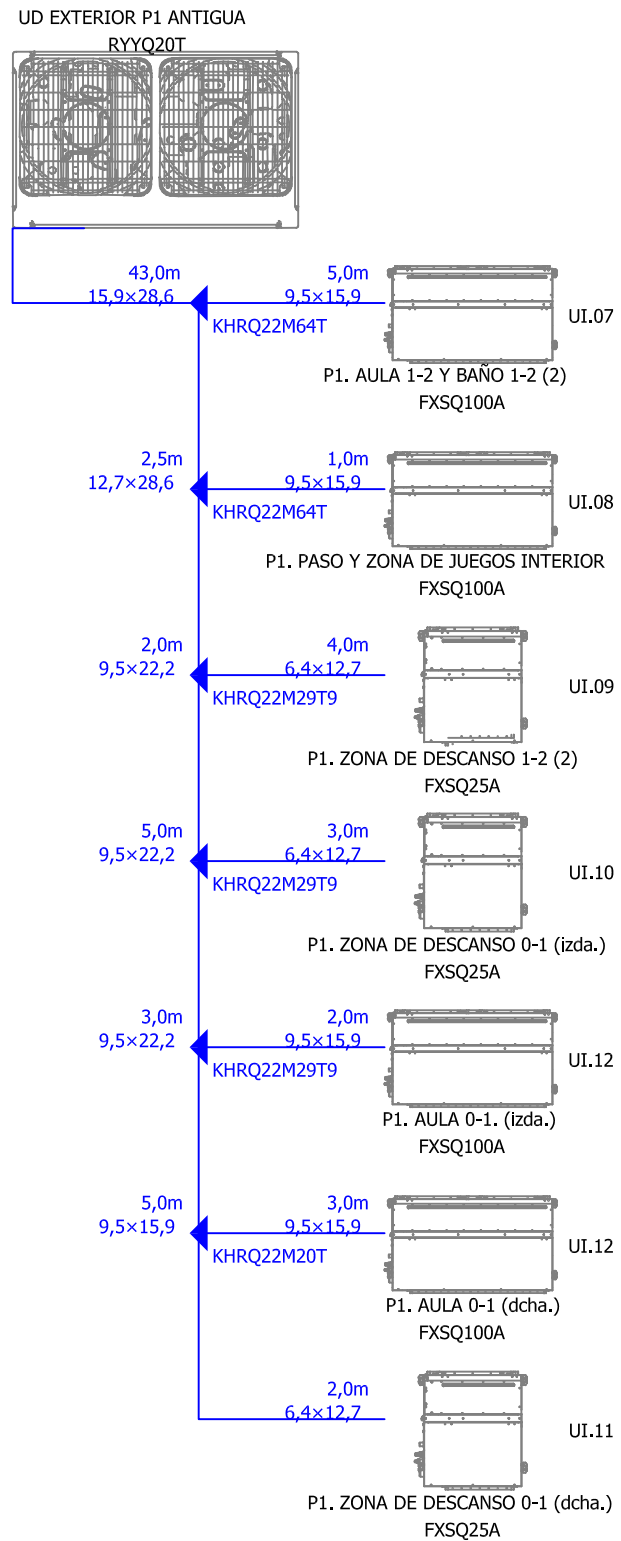 UD EXTERIOR P1 ANTIGUA
RYYQ20T
43,0m 5,0m
15,9×28,6 9,5×15,9
UI.07
KHRQ22M64T
P1. AULA 1-2 Y BAÑO 1-2 (2)
FXSQ100A
2,5m 1,0m
12,7×28,6 9,5×15,9
UI.08
KHRQ22M64T
P1. PASO Y ZONA DE JUEGOS INTERIOR
FXSQ100A
2,0m 4,0m
9,5×22,2 6,4×12,7
UI.09
KHRQ22M29T9
P1. ZONA DE DESCANSO 1-2 (2)
FXSQ25A
5,0m 3,0m
9,5×22,2 6,4×12,7
UI.10
KHRQ22M29T9
P1. ZONA DE DESCANSO 0-1 (izda.)
FXSQ25A
3,0m 2,0m
9,5×22,2 9,5×15,9
UI.12
KHRQ22M29T9
P1. AULA 0-1. (izda.)
FXSQ100A
5,0m 3,0m
9,5×15,9 9,5×15,9
UI.12
KHRQ22M20T
P1. AULA 0-1 (dcha.)
FXSQ100A
2,0m
6,4×12,7
UI.11
P1. ZONA DE DESCANSO 0-1 (dcha.)
FXSQ25A